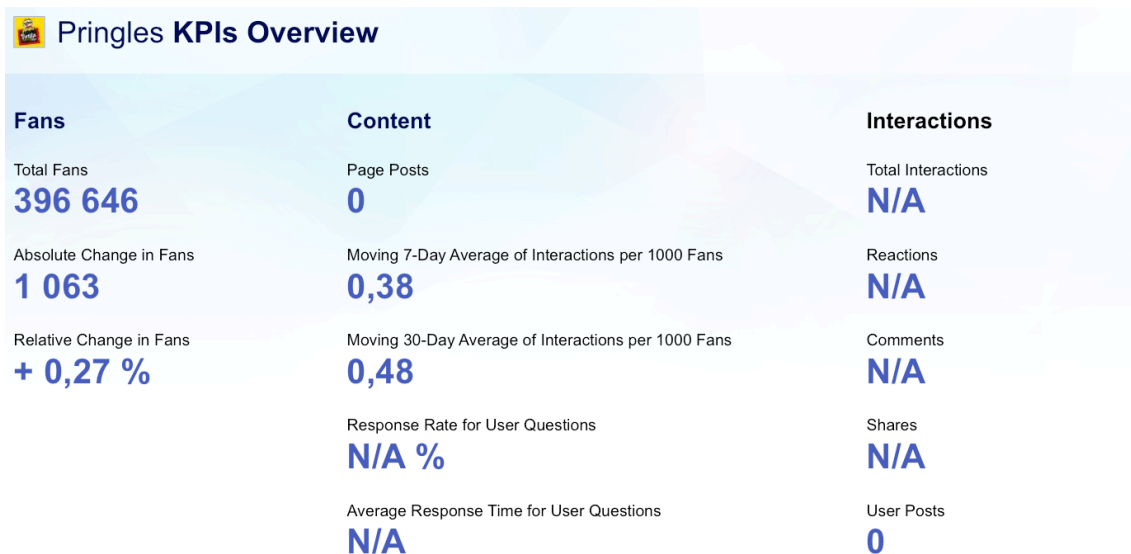 Pringles KPIs Overview
Fans
Total Fans
396 646
Absolute Change in Fans
1 063
Relative Change in Fans
+ 0,27 %
Content
Page Posts
0
Moving 7-Day Average of Interactions per 1000 Fans
0,38
Moving 30-Day Average of Interactions per 1000 Fans
0,48
Response Rate for User Questions
N/A %
Average Response Time for User Questions
N/A
Interactions
Total Interactions
N/A
Reactions
N/A
Comments
N/A
Shares
N/A
User Posts
0